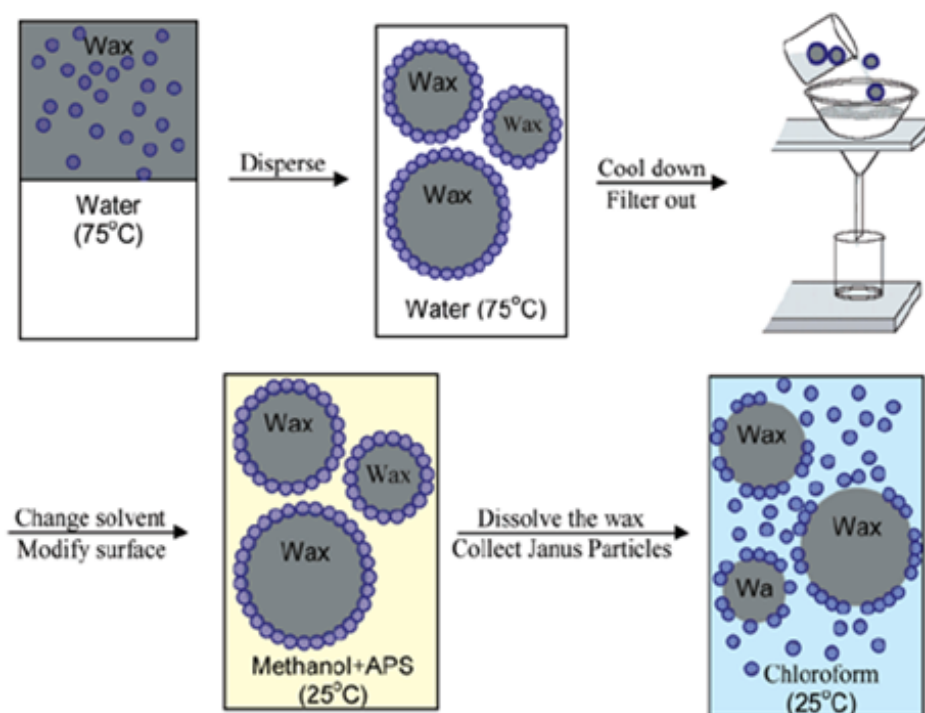 Wax
Water
(75°C)
Disperse
Wax
Wax
Wax
Water (75°C)
Cool down
Filter out
Change solvent
Modify surface
Wax
Wax
Wax
Methanol+APS
(25°C)
Dissolve the wax
Collect Janus Particles
Wax
Wax
Wa
Chloroform
(25°C)